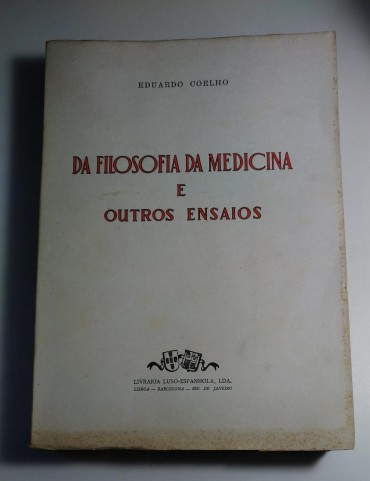 EDUARDO COELHO
DA FILOSOFIA DA MEDICINA
E
OUTROS ENSAIOS
LIVRARIA LUSO-ESPANHOLA, LDA.
LISBOA — BARCELONA — RIO DE JANEIRO